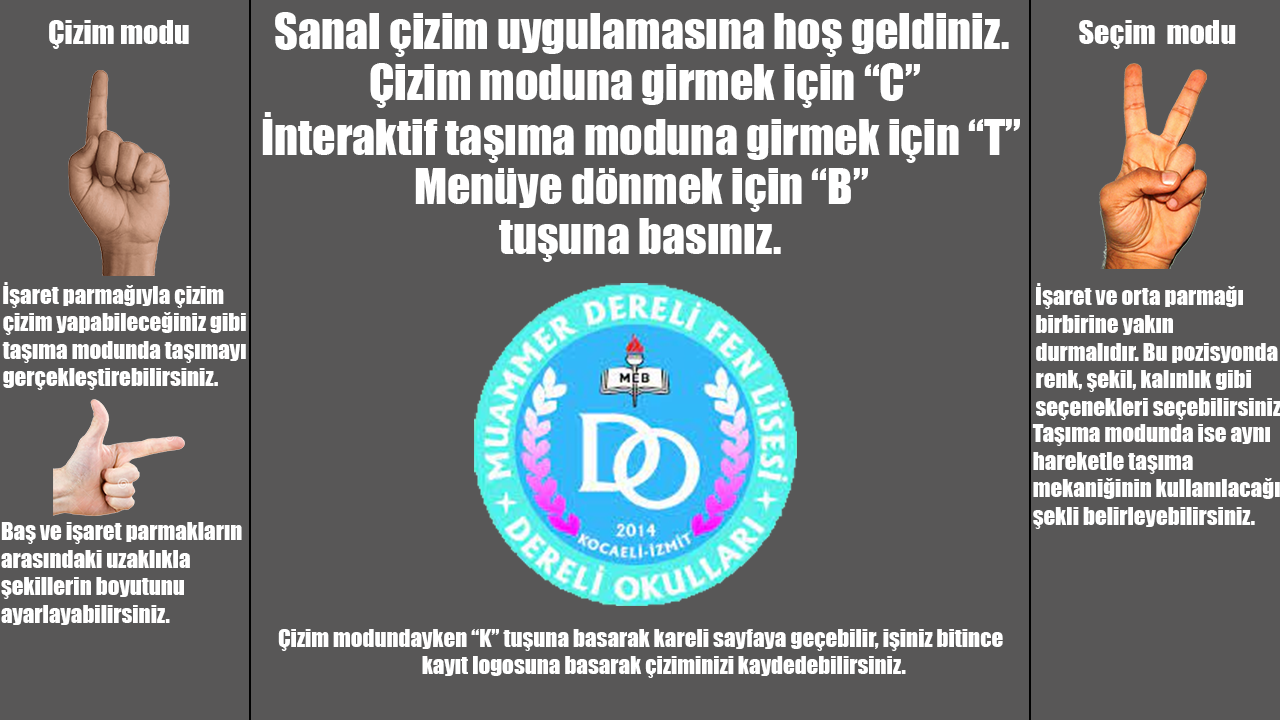 Çizim modu
İşaret parmağıyla çizim
çizim yapabileceğiniz gibi
taşıma modunda taşımayı
gerçekleştirebilirsiniz.
Baş ve işaret parmakların
arasındaki uzaklıkla
şekillerin boyutunu
ayarlayabilirsiniz.
Sanal çizim uygulamasına hoş geldiniz.
Çizim moduna girmek için “C”
İnteraktif taşıma moduna girmek için “T”
Menüye dönmek için “B”
tuşuna basınız.
MUAMMER DERELİ FEN LİSESİ
MEB
DO
2014
KOCAELİ-İZMİT
DERELİ OKULLARI
Çizim modundayken “K” tuşuna basarak kareli sayfaya geçebilir, işiniz bitince
kayıt logosuna basarak çiziminizi kaydedebilirsiniz.
Seçim modu
İşaret ve orta parmağı
birbirine yakın
durmalıdır. Bu pozisyonda
renk, şekil, kalınlık gibi
seçenekleri seçebilirsiniz
Taşıma modunda ise aynı
hareketle taşıma
mekaniğinin kullanılacağı
şekli belirleyebilirsiniz.